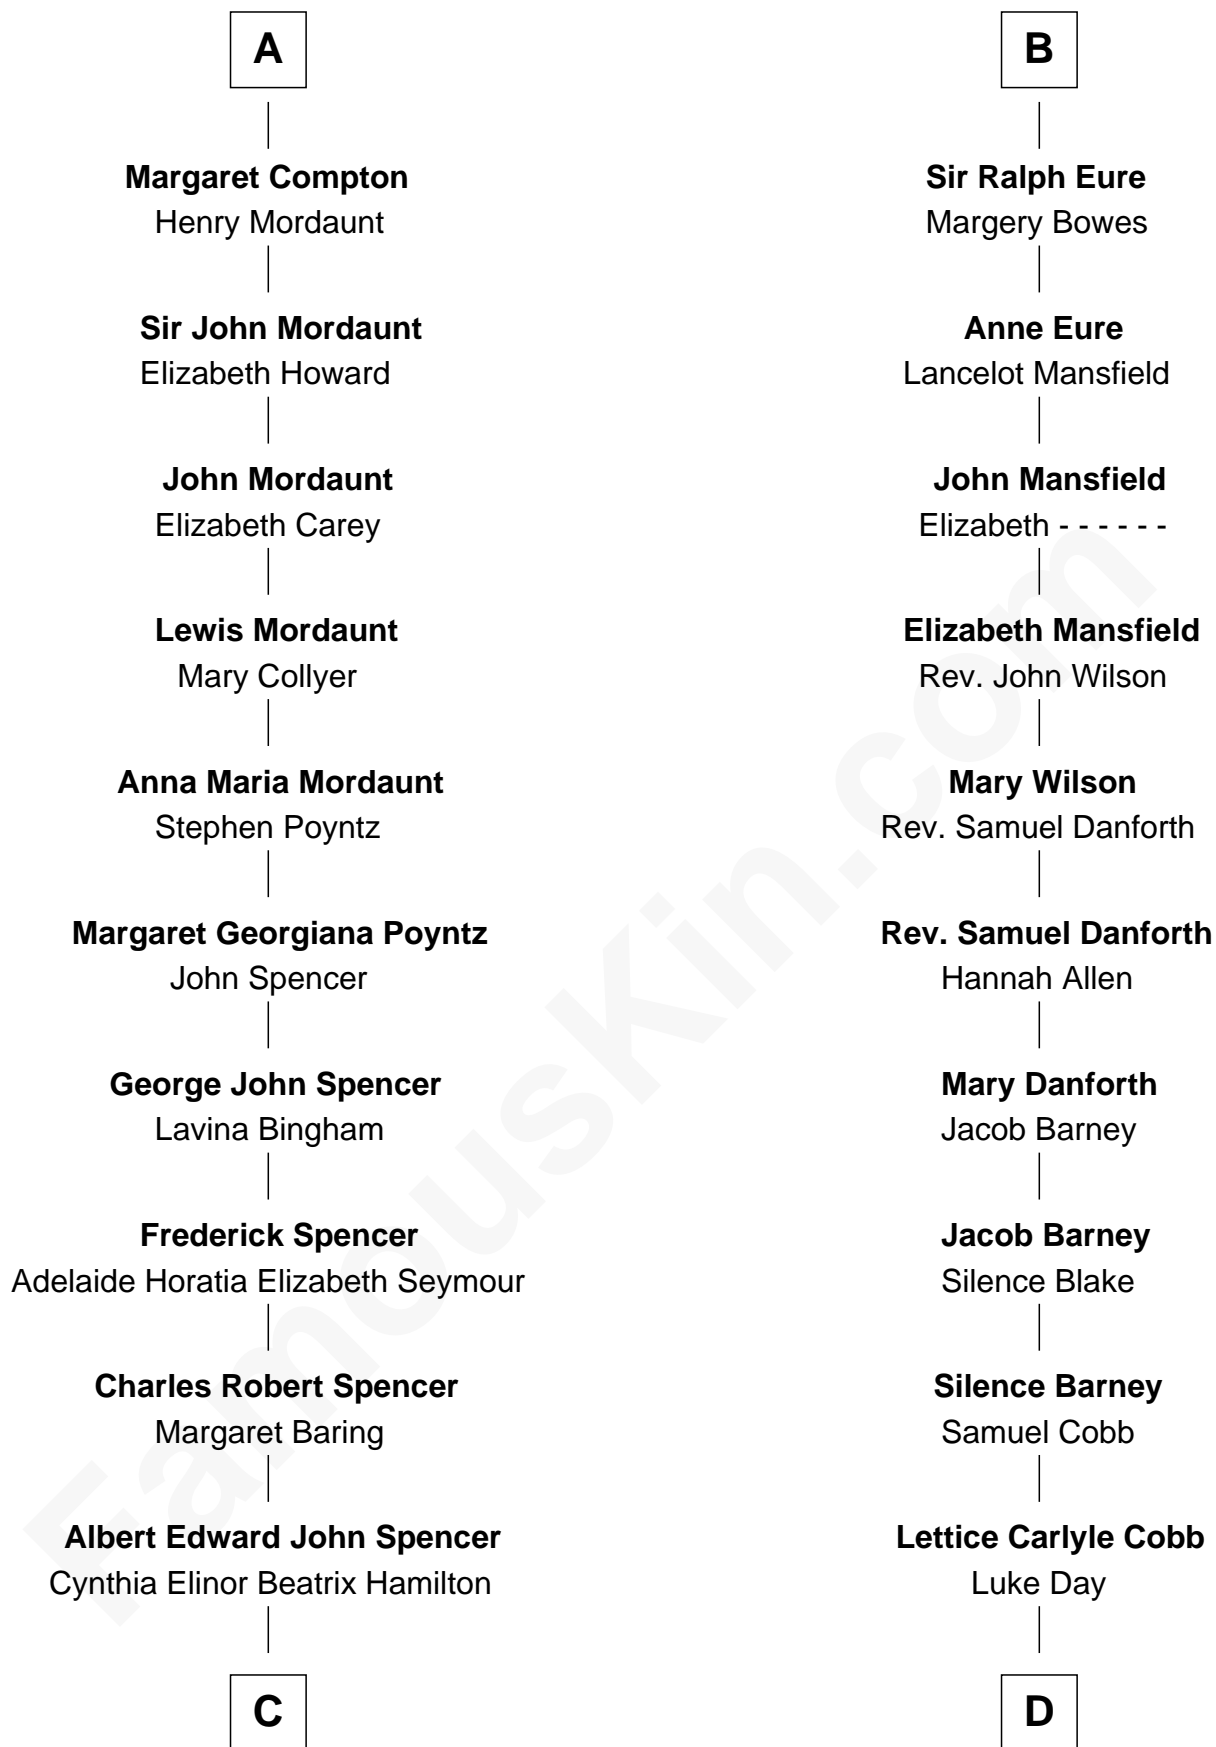 A
Margaret Compton
Henry Mordaunt
Sir John Mordaunt
Elizabeth Howard
John Mordaunt
Elizabeth Carey
Lewis Mordaunt
Mary Collyer
Anna Maria Mordaunt
Stephen Poyntz
Margaret Georgiana Poyntz
John Spencer
George John Spencer
Lavina Bingham
Frederick Spencer
Adelaide Horatia Elizabeth Seymour
Charles Robert Spencer
Margaret Baring
Albert Edward John Spencer
Cynthia Elinor Beatrix Hamilton
C
B
Sir Ralph Eure
Margery Bowes
Anne Eure
Lancelot Mansfield
John Mansfield
Elizabeth - - - - - -
Elizabeth Mansfield
Rev. John Wilson
Mary Wilson
Rev. Samuel Danforth
Rev. Samuel Danforth
Hannah Allen
Mary Danforth
Jacob Barney
Jacob Barney
Silence Blake
Silence Barney
Samuel Cobb
Lettice Carlyle Cobb
Luke Day
D
FamousKin.com